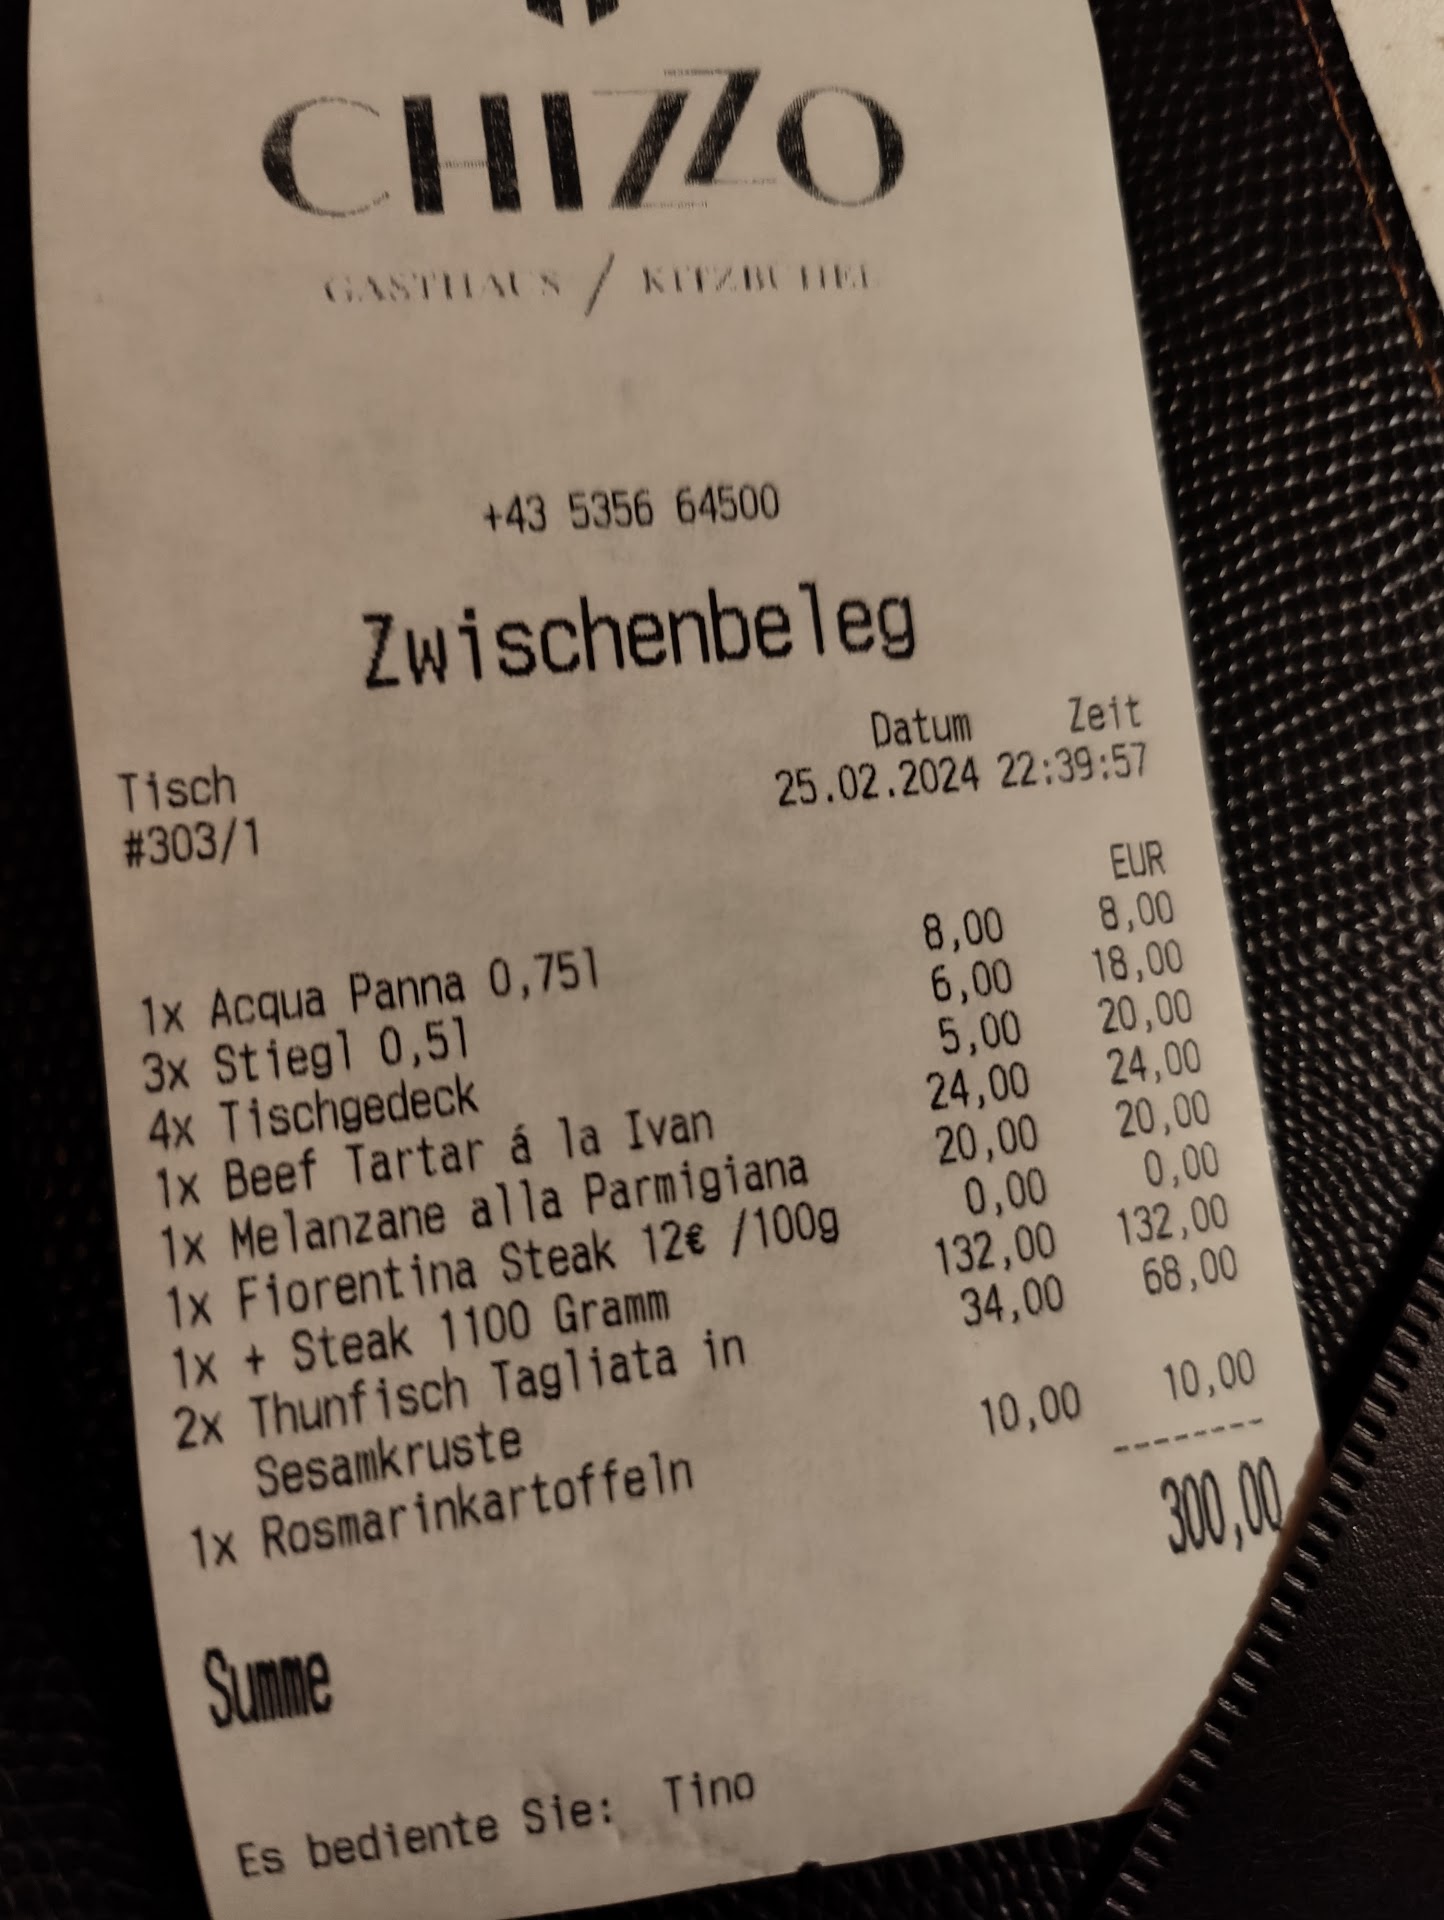 CHIZZO
GASTHAUS / KITZBÜHEL
+43 5356 64500
Zwischenbeleg
Datum Zeit
Tisch 25.02.2024 22:39:57
#303/1
EUR
1x Acqua Panna 0,75l 8,00 8,00
3x Stiegl 0,5l 6,00 18,00
4x Tischgedeck 5,00 20,00
1x Beef Tartar á la Ivan 24,00 24,00
1x Melanzane alla Parmigiana 20,00 20,00
1x Fiorentina Steak 12€ /100g 0,00 0,00
1x + Steak 1100 Gramm 132,00 132,00
2x Thunfisch Tagliata in 34,00 68,00
Sesamkruste
1x Rosmarinkartoffeln 10,00 10,00
--------
Summe 300,00
Es bediente Sie: Tino